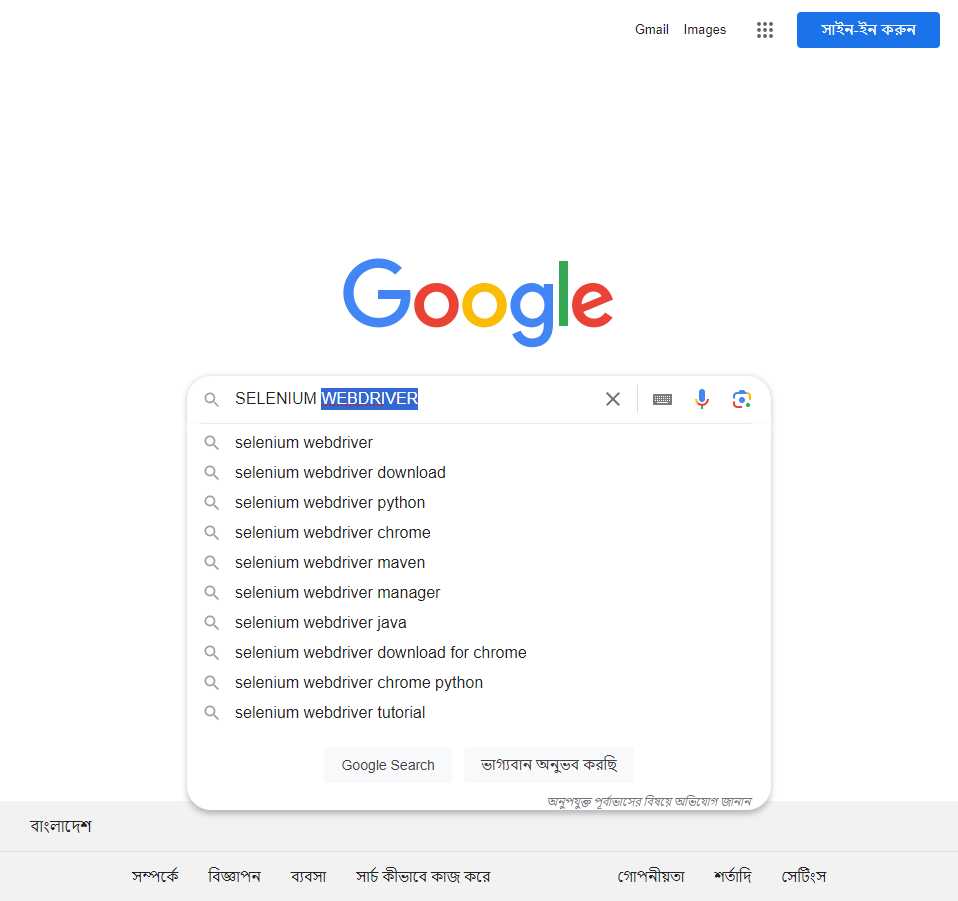 Gmail Images সাইন-ইন করুন
Google
SELENIUM WEBDRIVER
selenium webdriver
selenium webdriver download
selenium webdriver python
selenium webdriver chrome
selenium webdriver maven
selenium webdriver manager
selenium webdriver java
selenium webdriver download for chrome
selenium webdriver chrome python
selenium webdriver tutorial
Google Search ভাগ্যবান অনুভব করছি
অনুপযুক্ত পূর্বাভাসের বিষয়ে অভিযোগ জানান
বাংলাদেশ
সম্পর্কে বিজ্ঞাপন ব্যবসা সার্চ কীভাবে কাজ করে গোপনীয়তা শর্তাদি সেটিংস